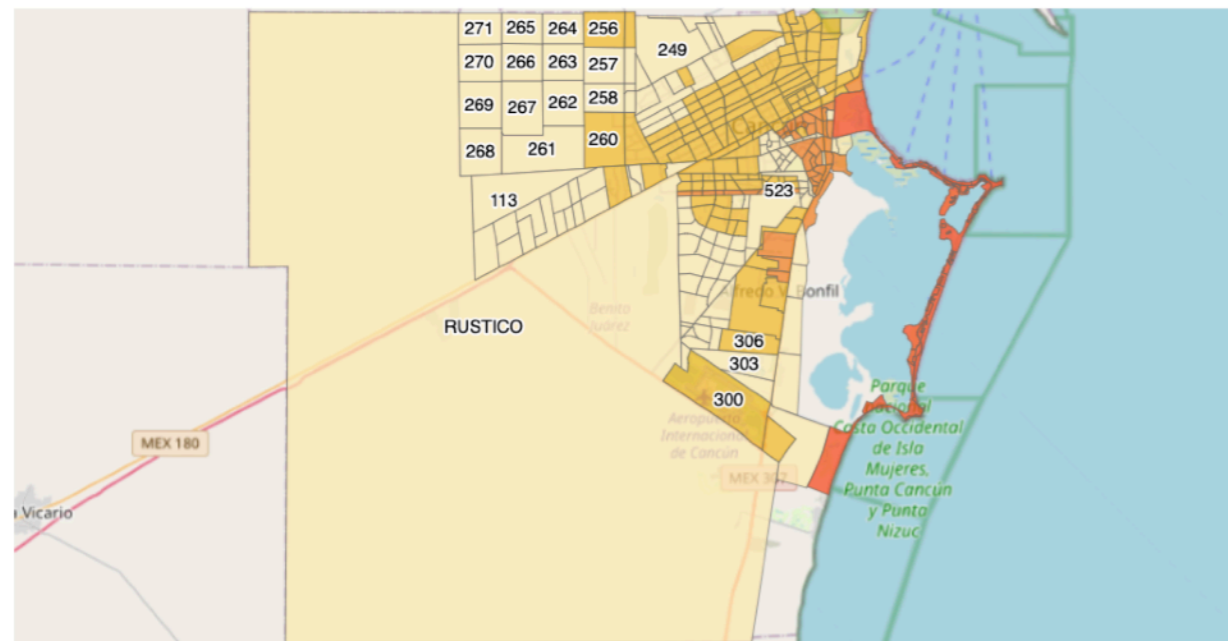 271
265
264
256
249
270
266
263
257
269
267
262
258
268
261
260
Cancún
113
523
Alfredo V. Bonfil
Benito
Juárez
RUSTICO
306
303
300
Aeropuerto
Internacional
de Cancún
MEX 180
MEX 307
Parque
Nacional
Costa Occidental
de Isla
Mujeres,
Punta Cancún
y Punta
Nizuc
Vicario